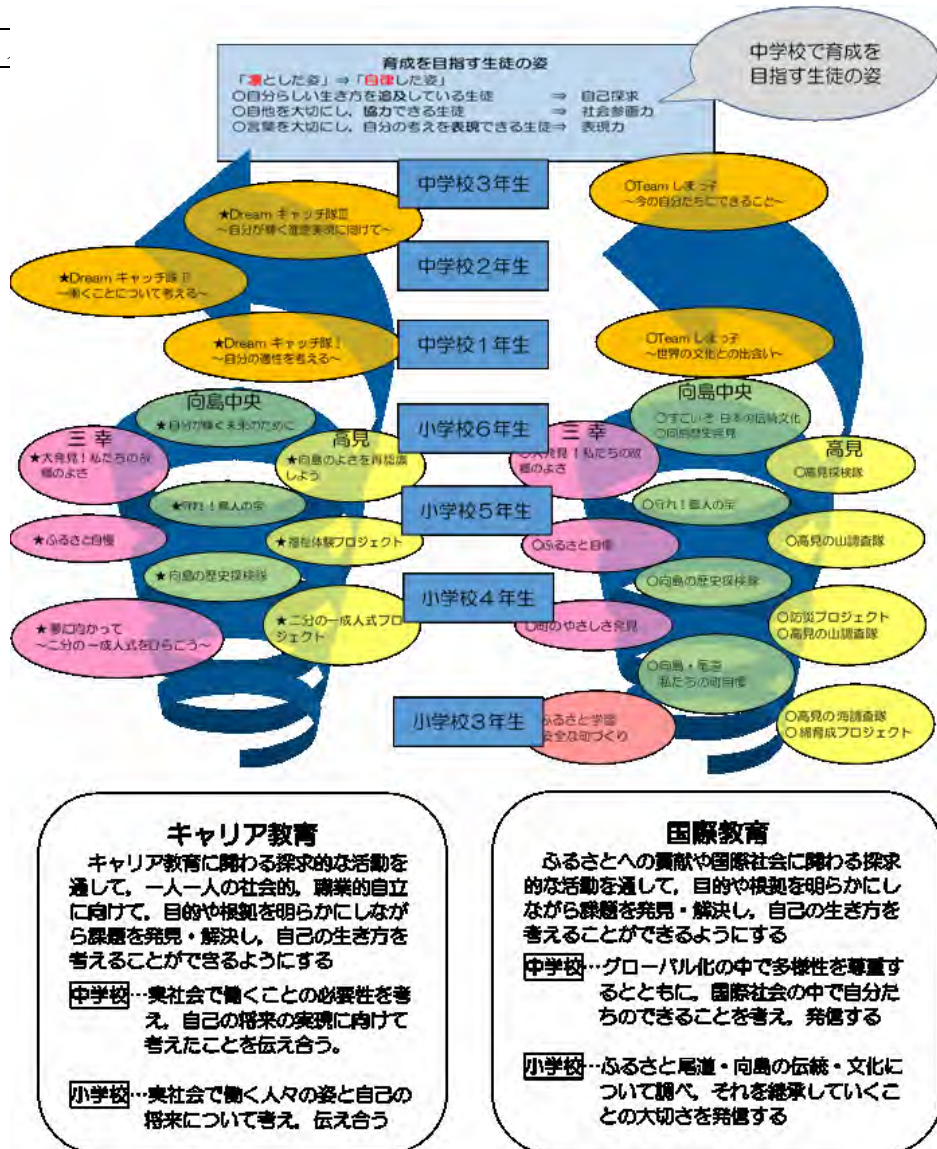 育成を目指す生徒の姿
「凛とした姿」⇒「自律した姿」
〇自分らしい生き方を追及している生徒　⇒　自己探求
〇自他を大切にし，協力できる生徒　⇒　社会参画力
〇言葉を大切にし，自分の考えを表現できる生徒⇒　表現力
中学校で育成を
目指す生徒の姿
中学校３年生
〇Team しまっ子
～今の自分たちにできること～
★Dream キャッチ隊Ⅲ
～自分が輝く進路実現に向けて～
中学校２年生
★Dream キャッチ隊Ⅱ
～働くことについて考える～
中学校１年生
★Dream キャッチ隊Ⅰ
～自分の適性を考える～
〇Team しまっ子
～世界の文化との出会い～
向島中央
★自分が輝く未来のために
小学校６年生
向島中央
〇すごいぞ 日本の伝統文化
〇向島歴史発見
三 幸
★大発見！私たちの故
郷のよさ
高見
★向島のよさを再認識
しよう
三 幸
〇大発見！私たちの故
郷のよさ
高見
〇高見探検隊
★守れ！島人の宝
小学校５年生
〇守れ！島人の宝
★ふるさと自慢
★福祉体験プロジェクト
〇ふるさと自慢
〇高見の山調査隊
★向島の歴史探検隊
小学校４年生
〇向島の歴史探検隊
★夢に向かって
～二分の一成人式をひらこう～
★二分の一成人式プロ
ジェクト
〇町のやさしさ発見
〇防災プロジェクト
〇高見の山調査隊
〇向島・尾道
私たちの町自慢
小学校３年生
ふるさと学習
安全な町づくり
〇高見の海調査隊
〇綿育成プロジェクト
キャリア教育
キャリア教育に関わる探求的な活動を
通して，一人一人の社会的，職業的自立
に向けて，目的や根拠を明らかにしなが
ら課題を発見・解決し，自己の生き方を
考えることができるようにする
中学校…実社会で働くことの必要性を考
え，自己の将来の実現に向けて
考えたことを伝え合う。
小学校…実社会で働く人々の姿と自己の
将来について考え，伝え合う
国際教育
ふるさとへの貢献や国際社会に関わる探求
的な活動を通して，目的や根拠を明らかにし
ながら課題を発見・解決し，自己の生き方を
考えることができるようにする
中学校…グローバル化の中で多様性を尊重す
るとともに，国際社会の中で自分た
ちのできることを考え，発信する
小学校…ふるさと尾道・向島の伝統・文化に
ついて調べ，それを継承していくこ
との大切さを発信する